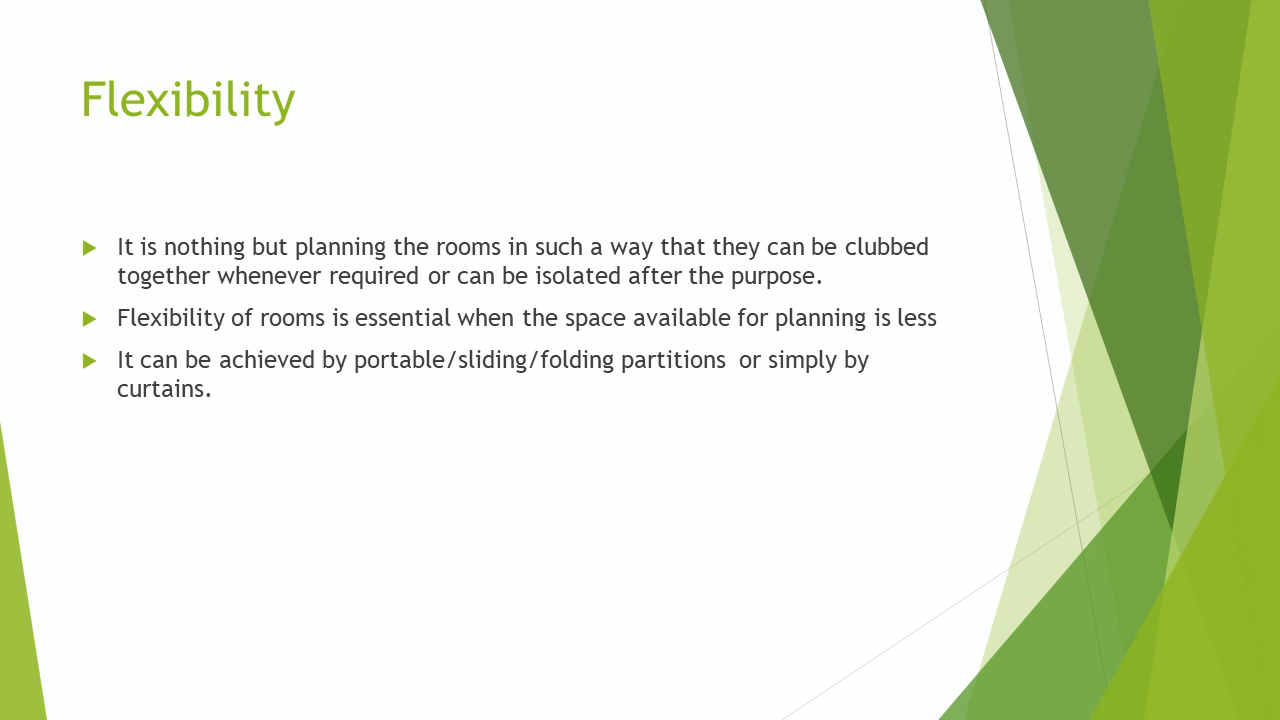 Flexibility
It is nothing but planning the rooms in such a way that they can be clubbed
together whenever required or can be isolated after the purpose.
Flexibility of rooms is essential when the space available for planning is less
It can be achieved by portable/sliding/folding partitions  or simply by
curtains.